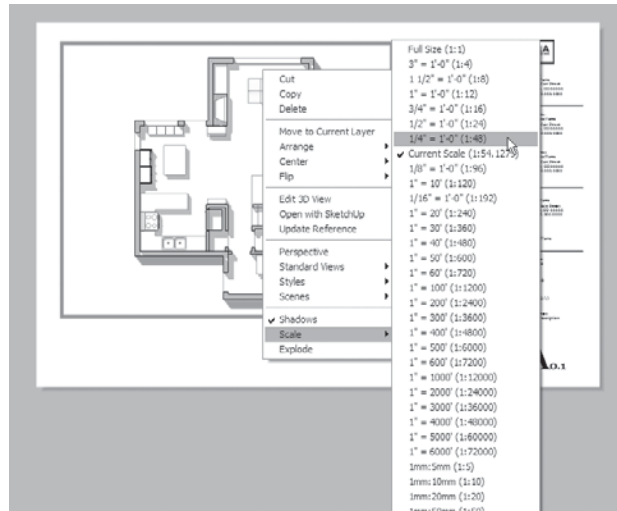 Cut
Copy
Delete
Move to Current Layer
Arrange
Center
Flip
Edit 3D View
Open with SketchUp
Update Reference
Perspective
Standard Views
Styles
Scenes
Shadows
Scale
Explode
Full Size (1:1)
3" = 1'-0" (1:4)
1 1/2" = 1'-0" (1:8)
1" = 1'-0" (1:12)
3/4" = 1'-0" (1:16)
1/2" = 1'-0" (1:24)
1/4" = 1'-0" (1:48)
Current Scale (1:54.1279)
1/8" = 1'-0" (1:96)
1" = 10' (1:120)
1/16" = 1'-0" (1:192)
1" = 20' (1:240)
1" = 30' (1:360)
1" = 40' (1:480)
1" = 50' (1:600)
1" = 60' (1:720)
1" = 100' (1:1200)
1" = 200' (1:2400)
1" = 300' (1:3600)
1" = 400' (1:4800)
1" = 500' (1:6000)
1" = 600' (1:7200)
1" = 1000' (1:12000)
1" = 2000' (1:24000)
1" = 3000' (1:36000)
1" = 4000' (1:48000)
1" = 5000' (1:60000)
1" = 6000' (1:72000)
1mm:5mm (1:5)
1mm:10mm (1:10)
1mm:20mm (1:20)
1mm:50mm (1:50)
A0.1